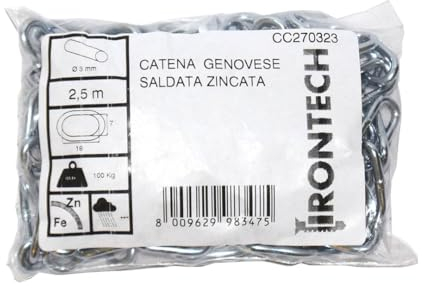 CC270323
CATENA GENOVESE
SALDATA ZINCATA
Ø 3 mm
2,5 m
7
16
100 Kg
Zn
Fe
8 009629 983475
IRONTECH